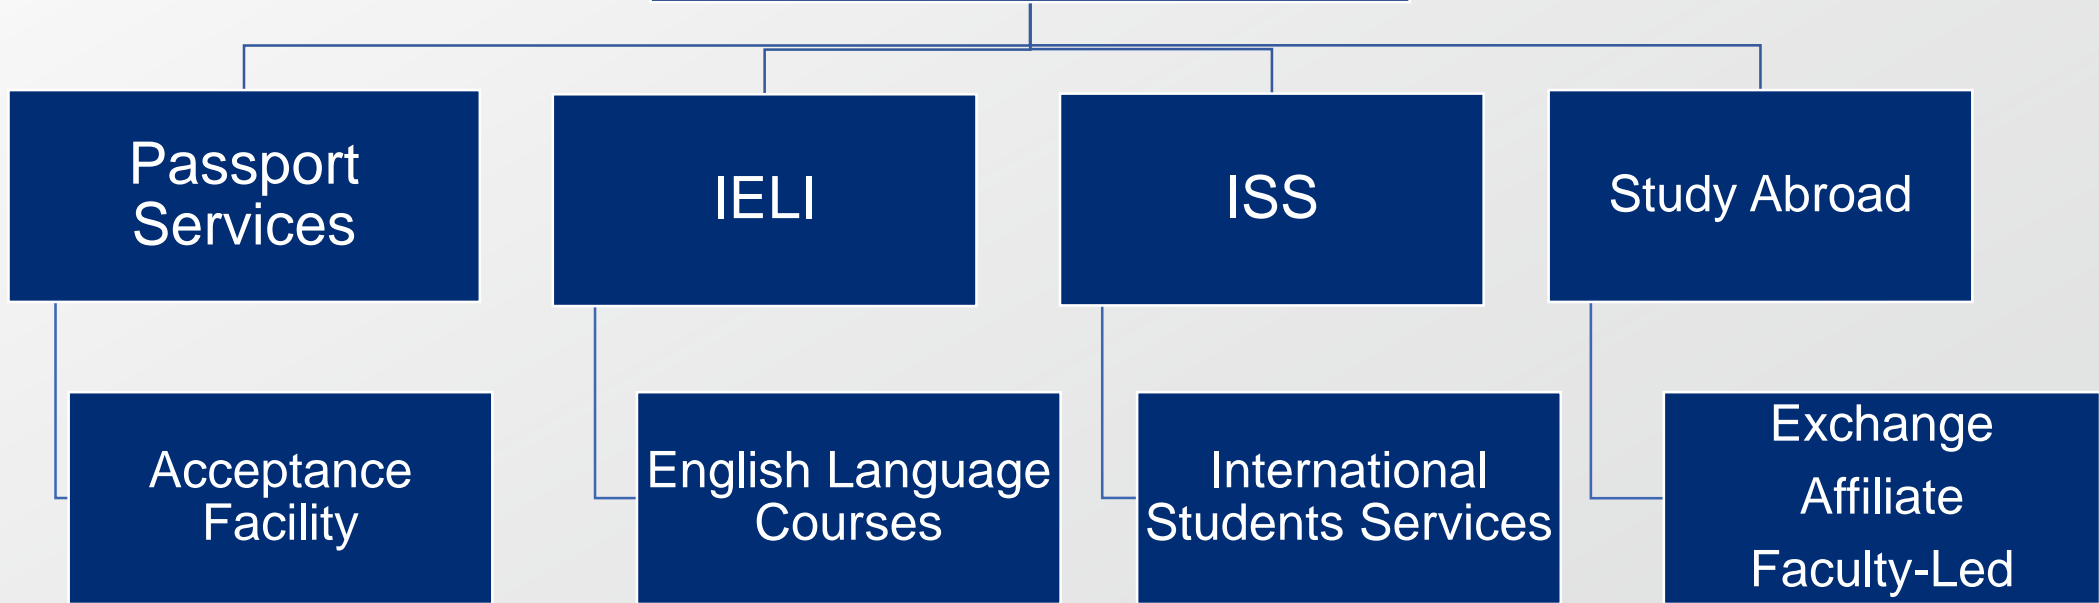 Passport
Services
IELI
ISS
Study Abroad
Acceptance
Facility
English Language
Courses
International
Students Services
Exchange
Affiliate
Faculty-Led